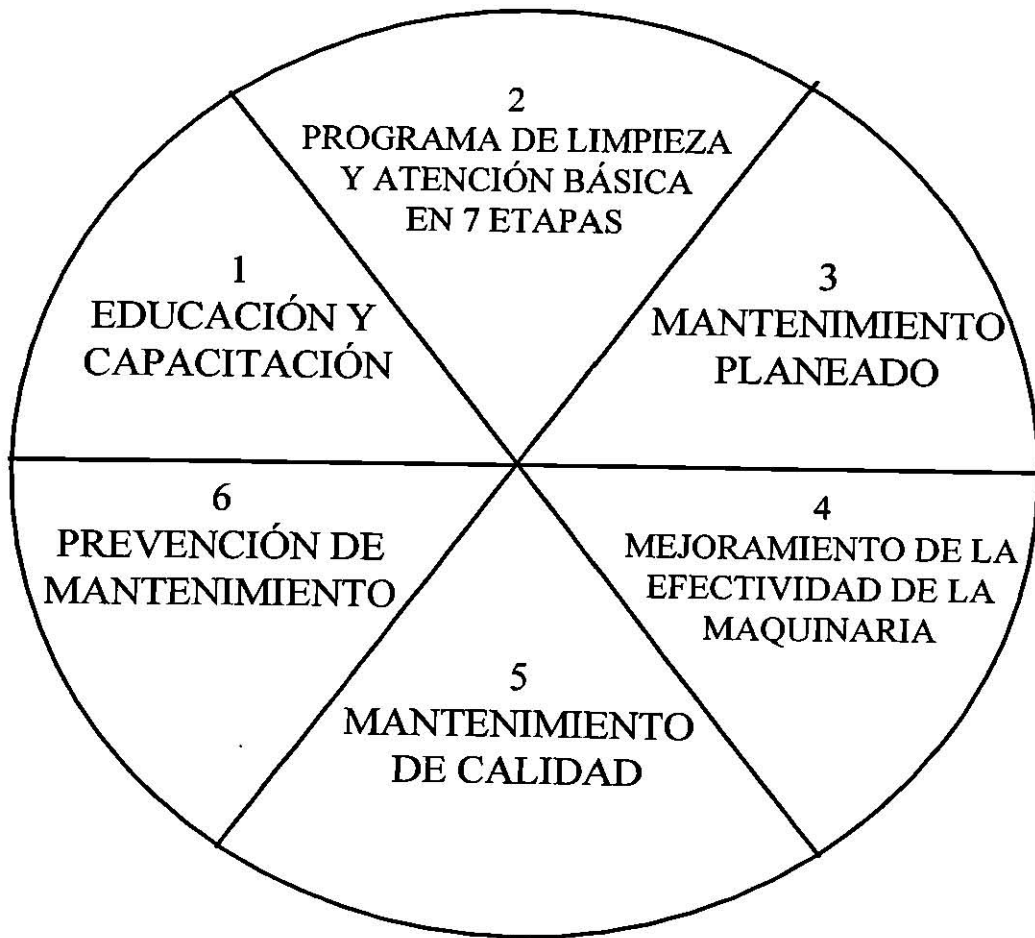 1
EDUCACIÓN Y
CAPACITACIÓN
2
PROGRAMA DE LIMPIEZA
Y ATENCIÓN BÁSICA
EN 7 ETAPAS
3
MANTENIMIENTO
PLANEADO
4
MEJORAMIENTO DE LA
EFECTIVIDAD DE LA
MAQUINARIA
5
MANTENIMIENTO
DE CALIDAD
6
PREVENCIÓN DE
MANTENIMIENTO